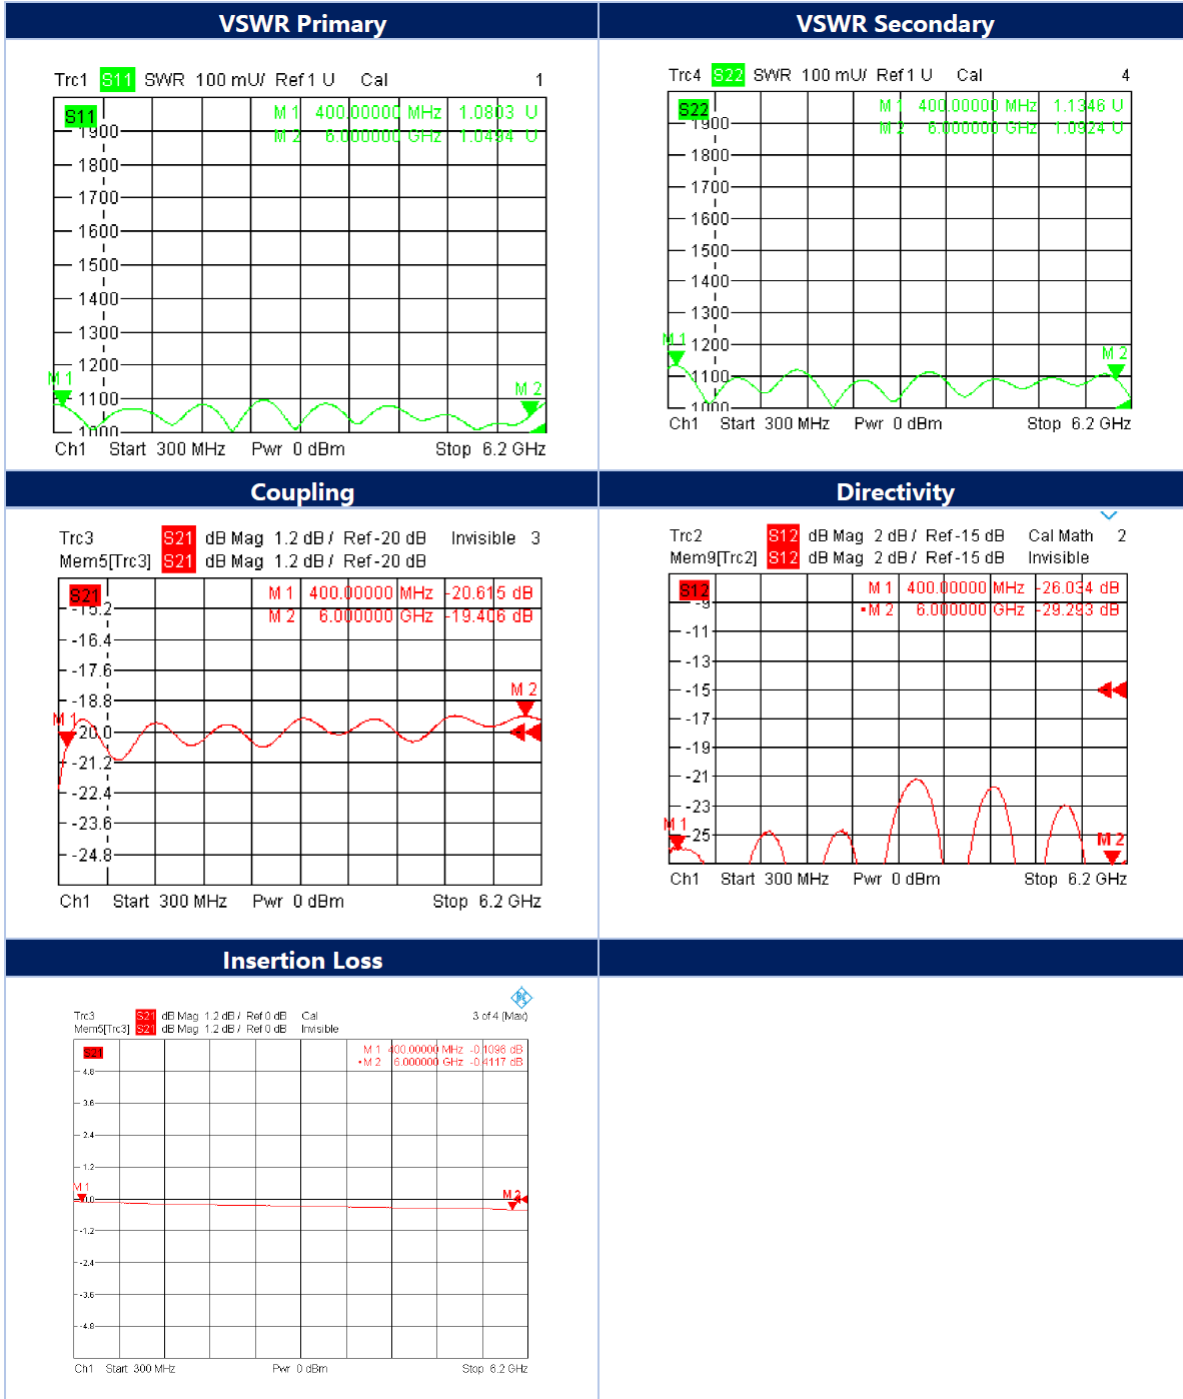 VSWR Primary
VSWR Secondary
Trc1 S11 SWR 100 mU/ Ref 1 U Cal 1
S11
M 1 400.00000 MHz 1.0803 U
M 2 6.000000 GHz 1.0494 U
1900
1800
1700
1600
1500
1400
1300
1200
1100
1000
M 1
M 2
Ch1 Start 300 MHz Pwr 0 dBm Stop 6.2 GHz
Trc4 S22 SWR 100 mU/ Ref 1 U Cal 4
S22
M 1 400.00000 MHz 1.1346 U
M 2 6.000000 GHz 1.0924 U
1900
1800
1700
1600
1500
1400
1300
1200
1100
1000
M 1
M 2
Ch1 Start 300 MHz Pwr 0 dBm Stop 6.2 GHz
Coupling
Directivity
Trc3 S21 dB Mag 1.2 dB / Ref -20 dB Invisible 3
Mem5[Trc3] S21 dB Mag 1.2 dB / Ref -20 dB
S21
M 1 400.00000 MHz -20.615 dB
M 2 6.000000 GHz -19.406 dB
-15.2
-16.4
-17.6
-18.8
-20.0
-21.2
-22.4
-23.6
-24.8
M 1
M 2
Ch1 Start 300 MHz Pwr 0 dBm Stop 6.2 GHz
Trc2 S12 dB Mag 2 dB / Ref -15 dB Cal Math 2
Mem9[Trc2] S12 dB Mag 2 dB / Ref -15 dB Invisible
S12
M 1 400.00000 MHz -26.034 dB
•M 2 6.000000 GHz -29.293 dB
-9
-11
-13
-15
-17
-19
-21
-23
-25
M 1
M 2
Ch1 Start 300 MHz Pwr 0 dBm Stop 6.2 GHz
Insertion Loss
Trc3 S21 dB Mag 1.2 dB / Ref 0 dB Cal 3 of 4 (Max)
Mem5[Trc3] S21 dB Mag 1.2 dB / Ref 0 dB Invisible
S21
M 1 400.00000 MHz -0.1096 dB
•M 2 6.000000 GHz -0.4117 dB
4.8
3.6
2.4
1.2
0.0
-1.2
-2.4
-3.6
-4.8
M 1
M 2
Ch1 Start 300 MHz Pwr 0 dBm Stop 6.2 GHz